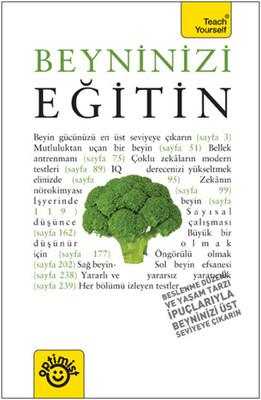 Teach
Yourself
BEYNİNİZİ
EĞİTİN
Beyin gücünüzü en üst seviyeye çıkarın (sayfa 3)
Mutluluktan uçan bir beyin (sayfa 51) Bellek
antrenmanı (sayfa 75) Çoklu zekâların modern
testleri (sayfa 89) IQ derecenizi yükseltmek
elinizde (sayfa 95) Zekânın
nörokimyası (sayfa 99)
İşyerinde beyin (sayfa
119) Sayısal
düşünce çalışması
(sayfa 162) Büyük bir
düşünür olmak
için (sayfa 177) Öngörülü olmak
(sayfa 202) Sağ beyin- Sol beyin efsanesi
(sayfa 238) Yararlı ve yararsız yaratıcılık
(sayfa 239) Her bölümü izleyen testler
BESLENME DÜZENİ
VE YAŞAM TARZI
İPUÇLARIYLA
BEYNİNİZİ ÜST
SEVİYEYE ÇIKARIN
optimist